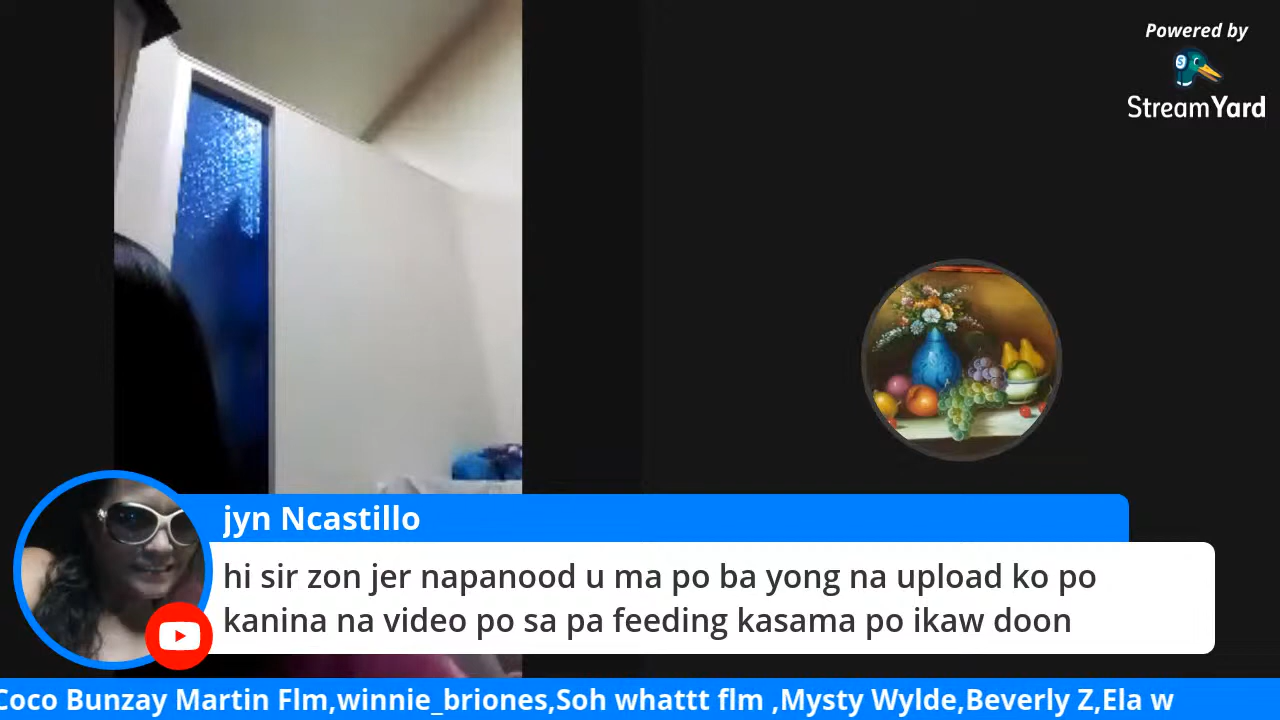 Powered by
StreamYard
jyn Ncastillo
hi sir zon jer napanood u ma po ba yong na upload ko po
kanina na video po sa pa feeding kasama po ikaw doon
Coco Bunzay Martin Flm,winnie_briones,Soh whattt flm ,Mysty Wylde,Beverly Z,Ela w